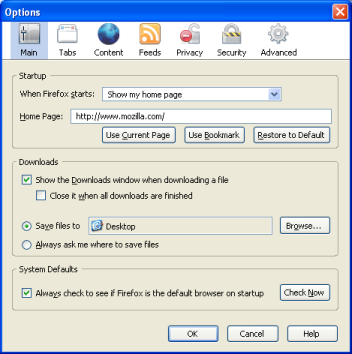 Options
Main Tabs Content Feeds Privacy Security Advanced
Startup
When Firefox starts: Show my home page
Home Page: http://www.mozilla.com/
Use Current Page Use Bookmark Restore to Default
Downloads
Show the Downloads window when downloading a file
Close it when all downloads are finished
Save files to Desktop Browse...
Always ask me where to save files
System Defaults
Always check to see if Firefox is the default browser on startup Check Now
OK Cancel Help